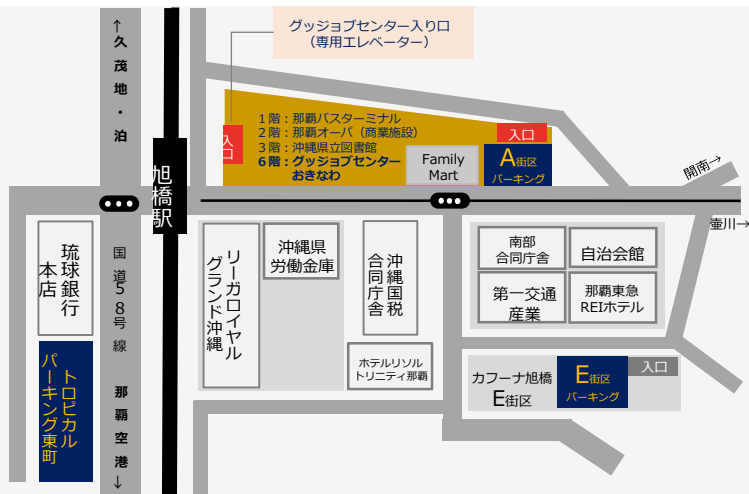 グッジョブセンター入り口
（専用エレベーター）
↑久茂地・泊
入口
1階：那覇バスターミナル
2階：那覇オーパ（商業施設）
3階：沖縄県立図書館
6階：グッジョブセンター
おきなわ
Family
Mart
入口
A街区
パーキング
旭橋駅
開南→
壷川→
琉球銀行
本店
国道58号線
リーガロイヤル
グランド沖縄
沖縄県
労働金庫
沖縄国税
合同庁舎
南部
合同庁舎
自治会館
第一交通
産業
那覇東急
REIホテル
ホテルリソル
トリニティ那覇
カフーナ旭橋
E街区
E街区
パーキング
入口
トロピカル
パーキング東町
那覇空港↓